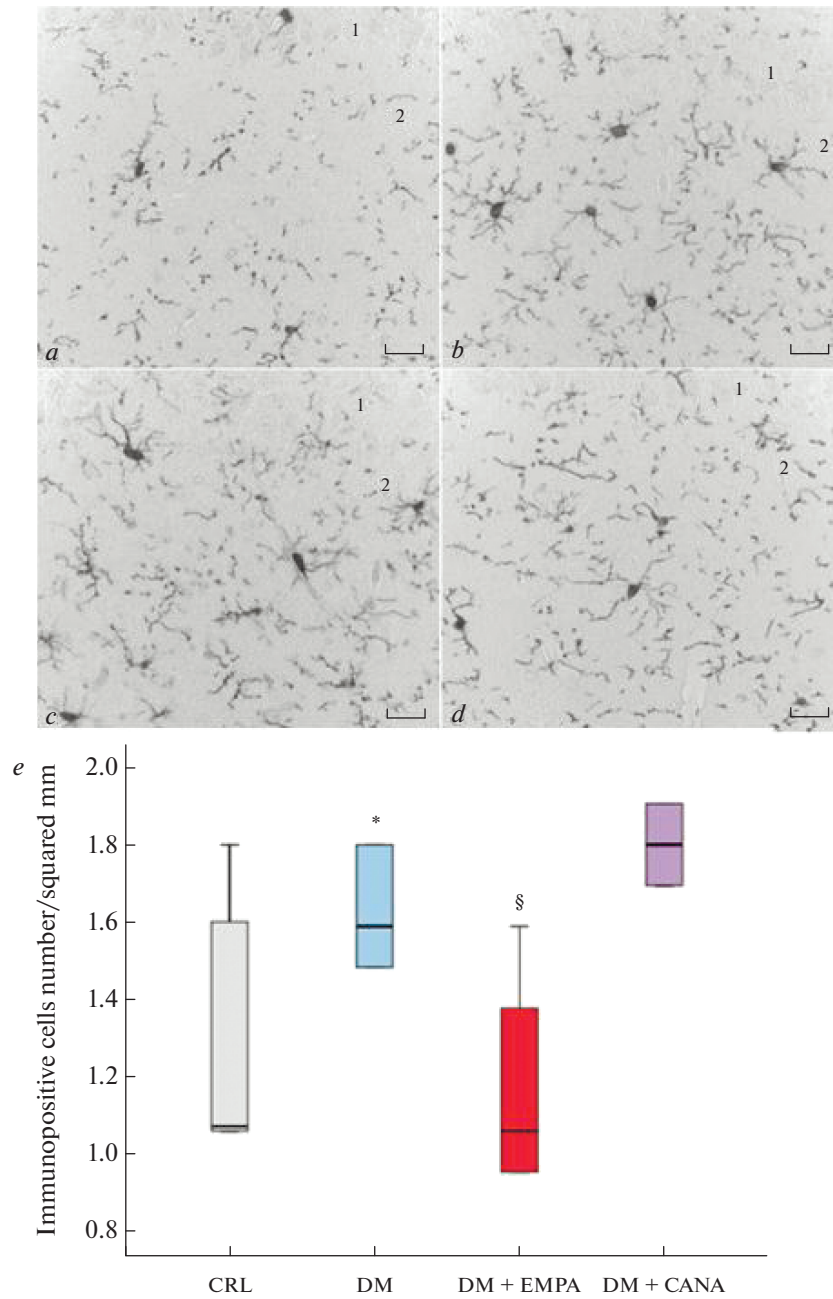 1
2
a
1
2
b
1
2
c
1
2
d
e
Immunopositive cells number/squared mm
2.0
1.8
1.6
1.4
1.2
1.0
0.8
*
§
CRL
DM
DM + EMPA
DM + CANA